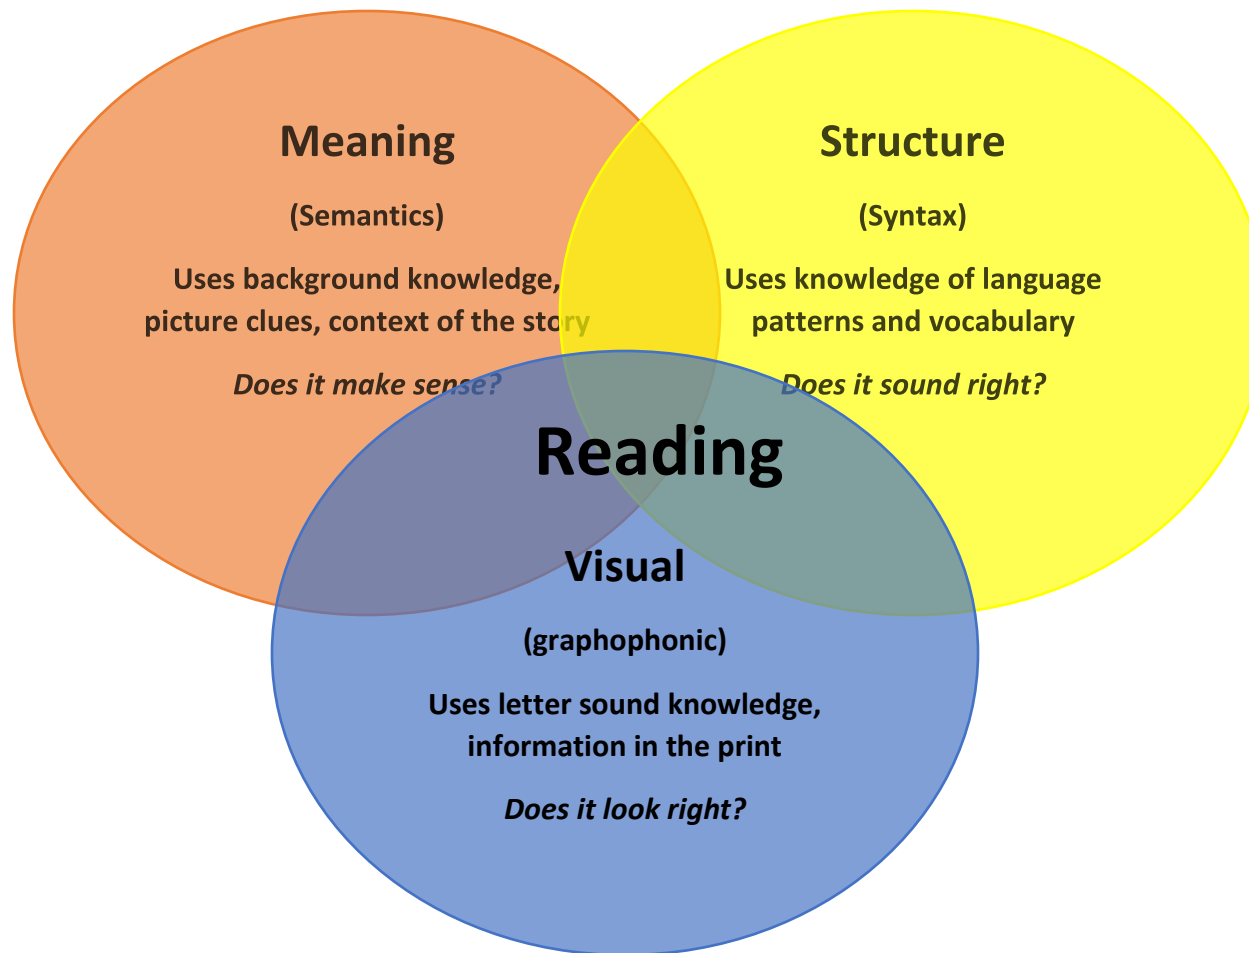 Meaning
(Semantics)
Uses background knowledge,
picture clues, context of the story
Does it make sense?
Structure
(Syntax)
Uses knowledge of language
patterns and vocabulary
Does it sound right?
Reading
Visual
(graphophonic)
Uses letter sound knowledge,
information in the print
Does it look right?